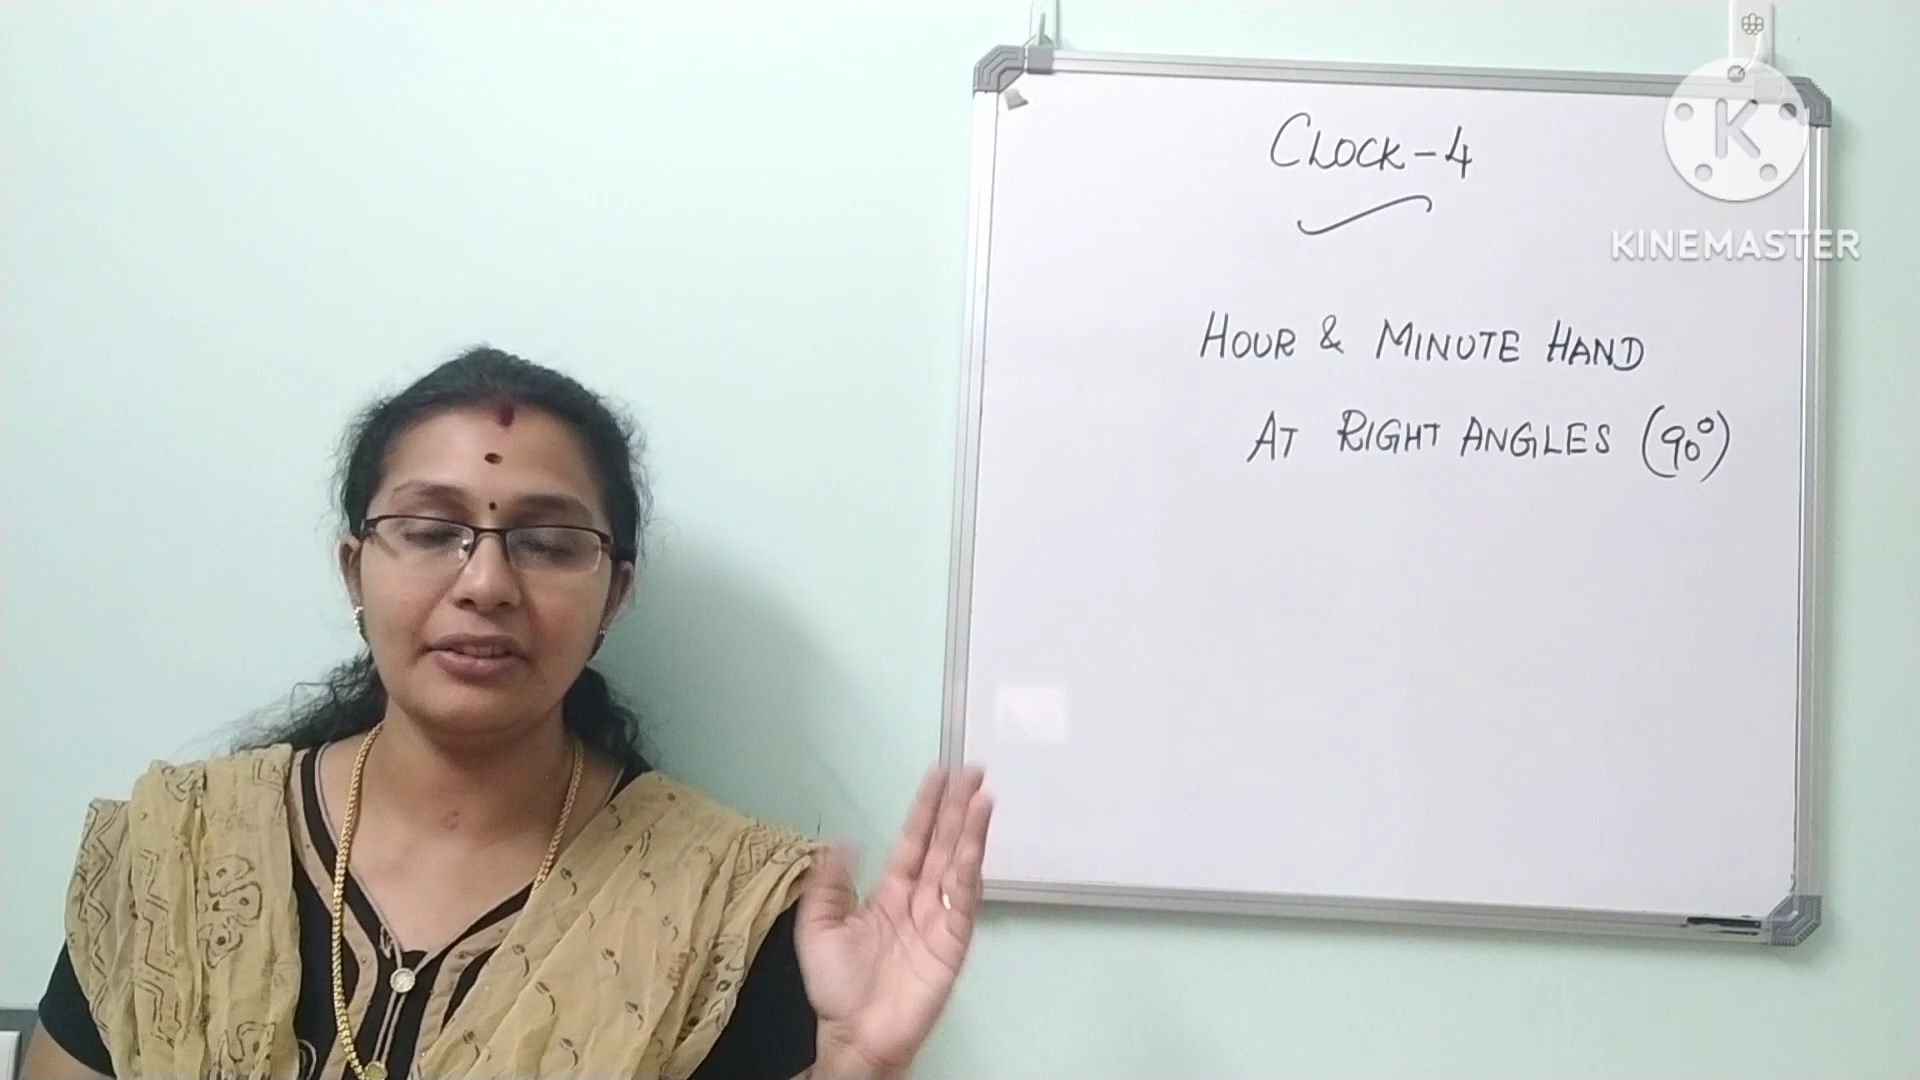 CLOCK-4
K
KINEMASTER
HOUR & MINUTE HAND
AT RIGHT ANGLES (90°)